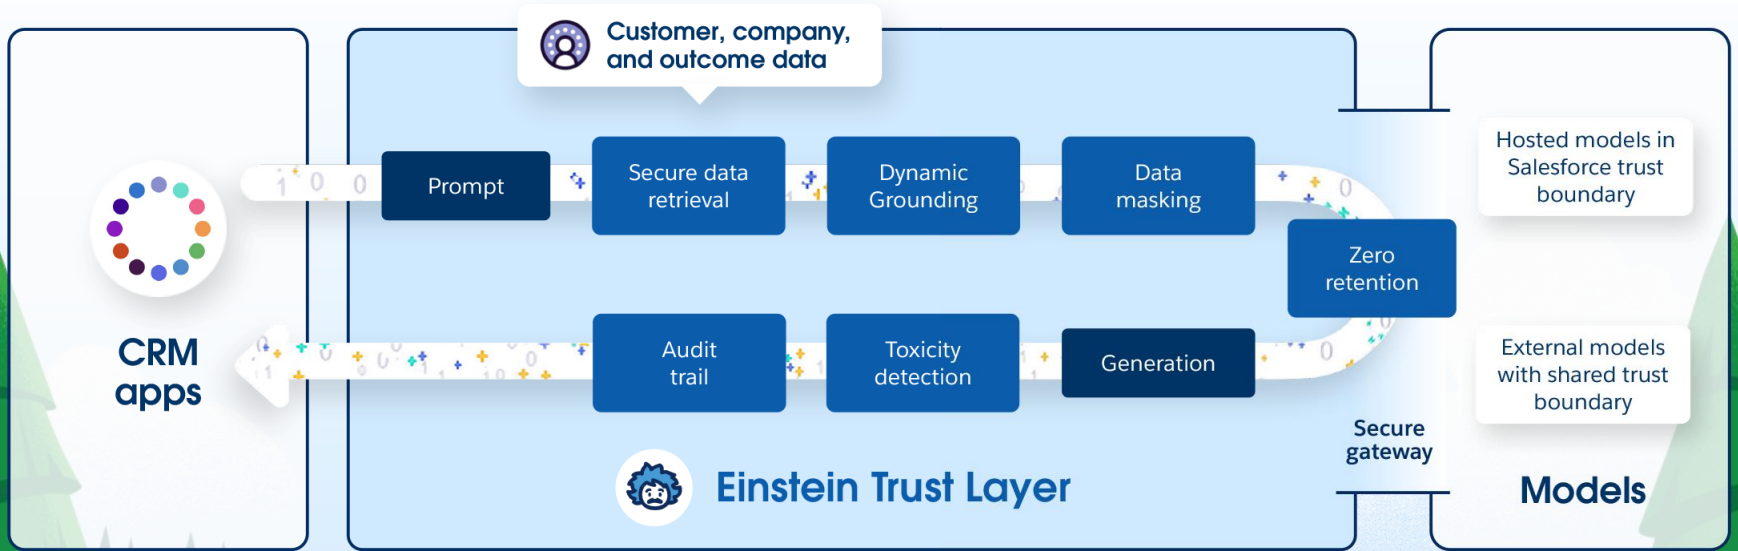 Customer, company,
and outcome data
Prompt
Secure data
retrieval
Dynamic
Grounding
Data
masking
Zero
retention
Hosted models in
Salesforce trust
boundary
CRM
apps
Audit
trail
Toxicity
detection
Generation
External models
with shared trust
boundary
Secure
gateway
Einstein Trust Layer
Models